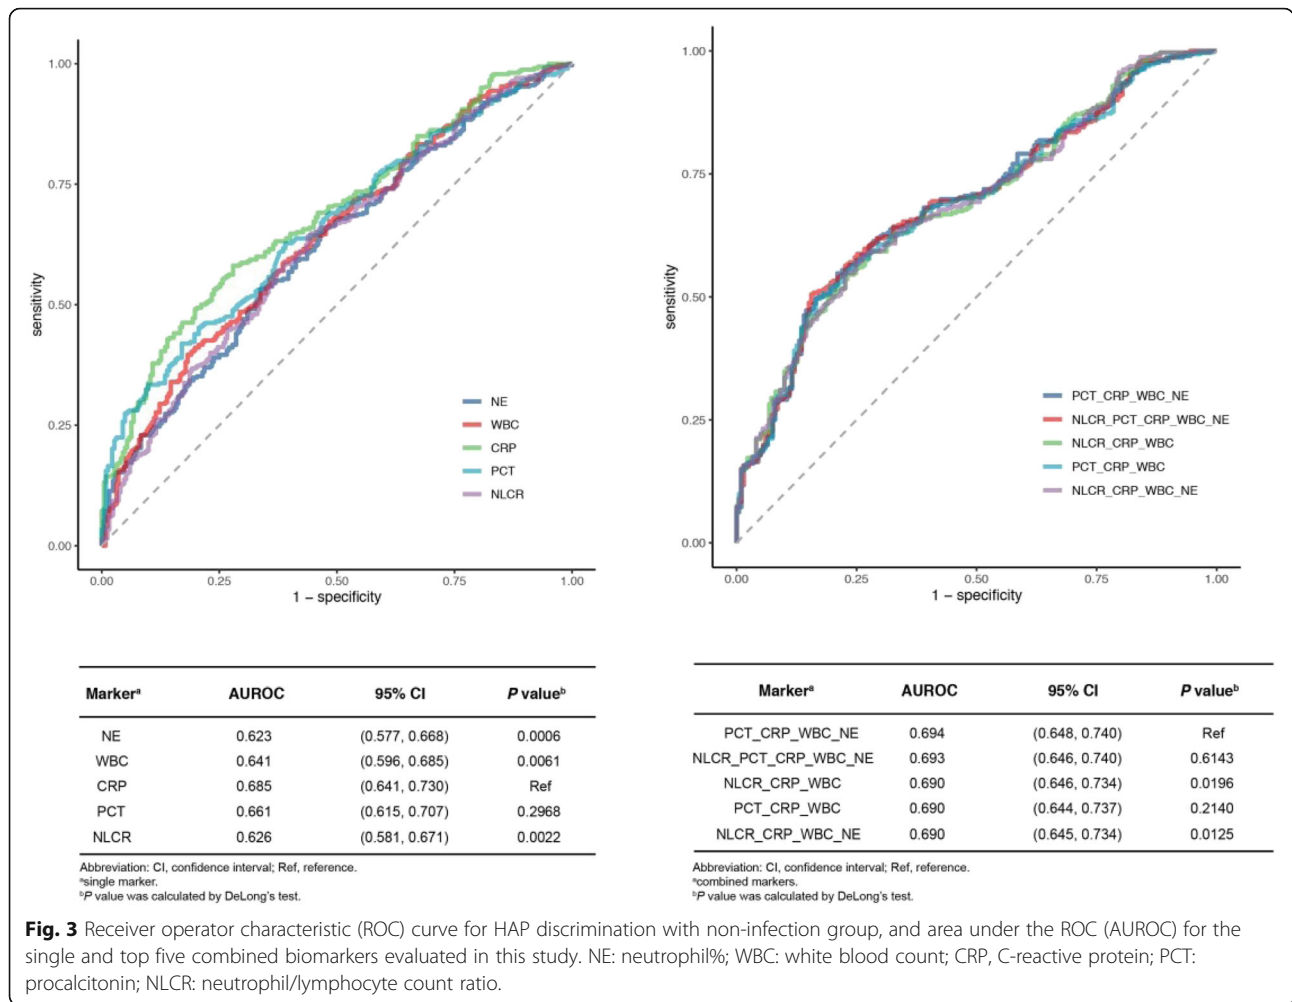 1.00
0.75
0.50
0.25
0.00
sensitivity
0.00 0.25 0.50 0.75 1.00
1 – specificity
NE
WBC
CRP
PCT
NLCR
1.00
0.75
0.50
0.25
0.00
sensitivity
0.00 0.25 0.50 0.75 1.00
1 – specificity
PCT_CRP_WBC_NE
NLCR_PCT_CRP_WBC_NE
NLCR_CRP_WBC
PCT_CRP_WBC
NLCR_CRP_WBC_NE
Markerᵃ AUROC 95% CI P valueᵇ
NE 0.623 (0.577, 0.668) 0.0006
WBC 0.641 (0.596, 0.685) 0.0061
CRP 0.685 (0.641, 0.730) Ref
PCT 0.661 (0.615, 0.707) 0.2968
NLCR 0.626 (0.581, 0.671) 0.0022
Abbreviation: CI, confidence interval; Ref, reference.
ᵃsingle marker.
ᵇP value was calculated by DeLong's test.
Markerᵃ AUROC 95% CI P valueᵇ
PCT_CRP_WBC_NE 0.694 (0.648, 0.740) Ref
NLCR_PCT_CRP_WBC_NE 0.693 (0.646, 0.740) 0.6143
NLCR_CRP_WBC 0.690 (0.646, 0.734) 0.0196
PCT_CRP_WBC 0.690 (0.644, 0.737) 0.2140
NLCR_CRP_WBC_NE 0.690 (0.645, 0.734) 0.0125
Abbreviation: CI, confidence interval; Ref, reference.
ᵃcombined markers.
ᵇP value was calculated by DeLong's test.
Fig. 3 Receiver operator characteristic (ROC) curve for HAP discrimination with non-infection group, and area under the ROC (AUROC) for the
single and top five combined biomarkers evaluated in this study. NE: neutrophil%; WBC: white blood count; CRP, C-reactive protein; PCT:
procalcitonin; NLCR: neutrophil/lymphocyte count ratio.